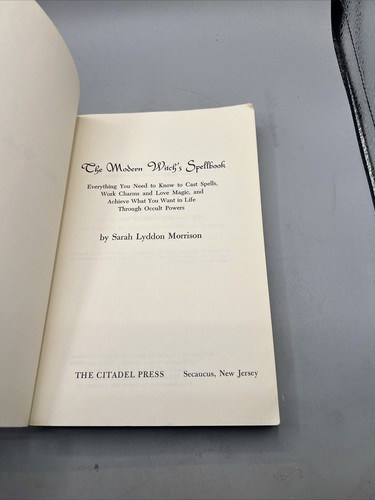 The Modern Witch's Spellbook
Everything You Need to Know to Cast Spells,
Work Charms and Love Magic, and
Achieve What You Want in Life
Through Occult Powers
by Sarah Lyddon Morrison
THE CITADEL PRESS Secaucus, New Jersey